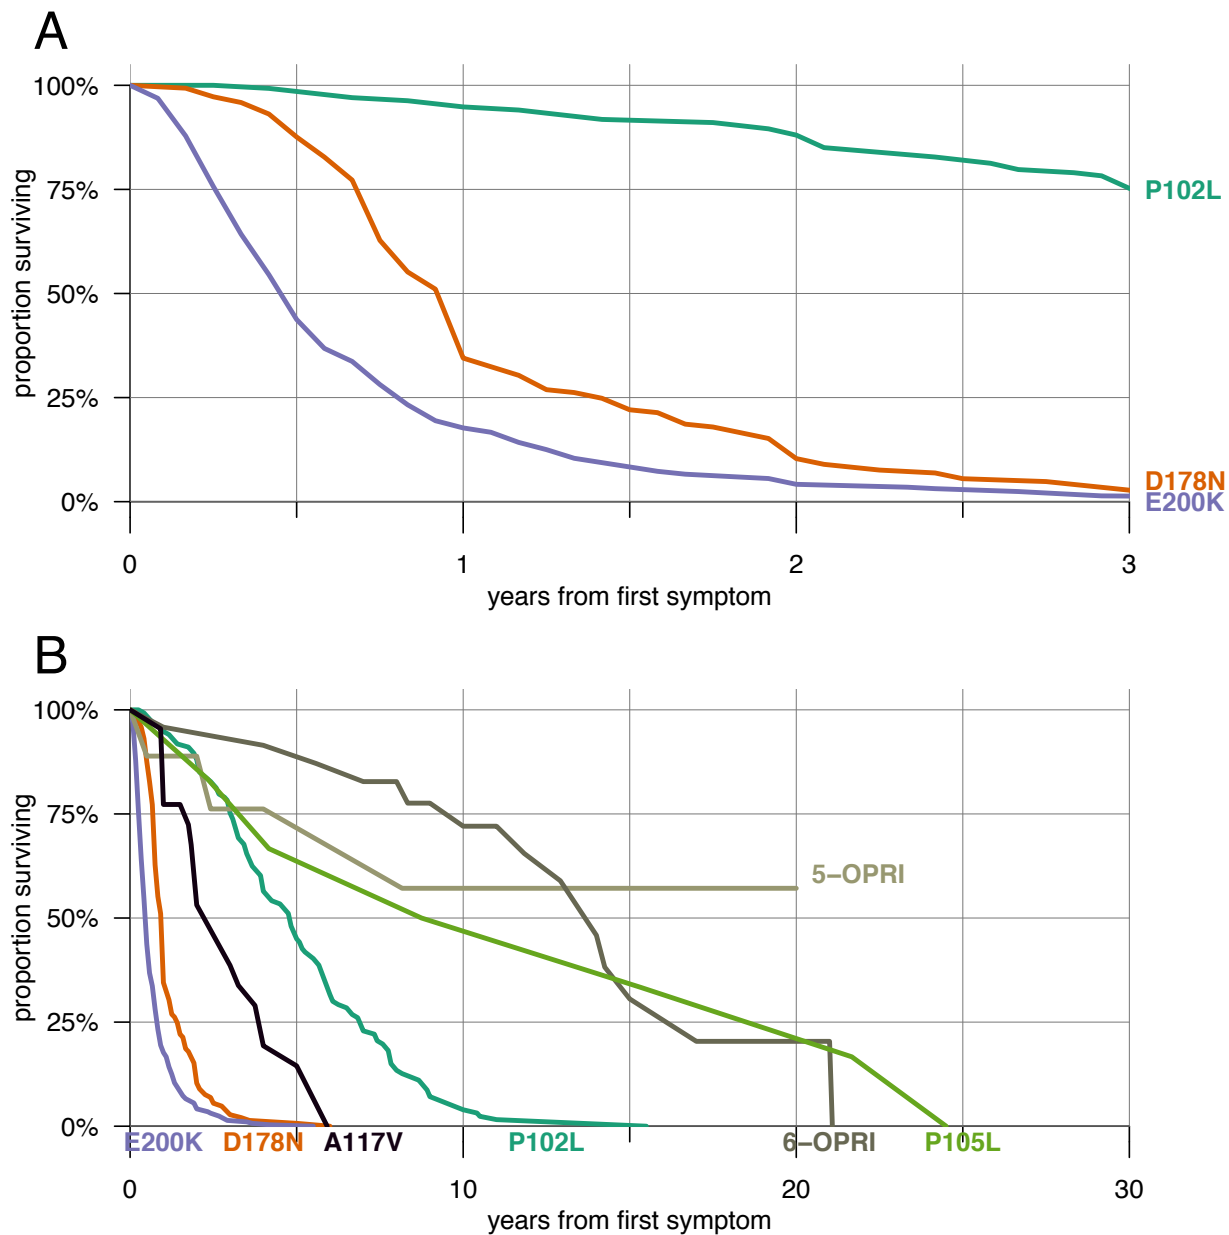 A
100%
75%
50%
25%
0%
proportion surviving
P102L
D178N
E200K
0 1 2 3
years from first symptom
B
100%
75%
50%
25%
0%
proportion surviving
5−OPRI
E200K D178N A117V P102L 6−OPRI P105L
0 10 20 30
years from first symptom